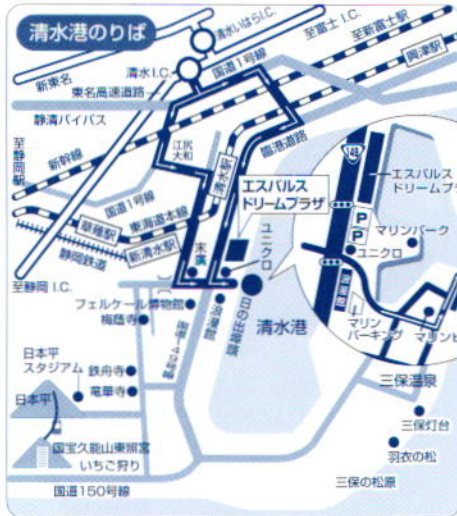 清水港のりば
清水いはらI.C.
至富士 I.C.
至新富士駅
新東名
清水I.C.
国道1号線
興津駅
東名高速道路
静清バイパス
臨港道路
至静岡駅
江尻大和
新幹線
清水駅
149
エスパルス
ドリームプラザ
エスパルス
ドリームプラ
国道1号線
東海道本線
草薙駅
P
P
マリンパーク
末廣
ユニクロ
ユニクロ
静岡鉄道
新清水駅
至静岡 I.C.
フェルケール博物館
日の出埠頭
清水港
マリン
パーキング
マリンビ
梅蔭寺
日本平
スタジアム
鉄舟寺
三保温泉
日本平
龍華寺
三保灯台
国宝久能山東照宮
いちご狩り
羽衣の松
三保の松原
国道150号線